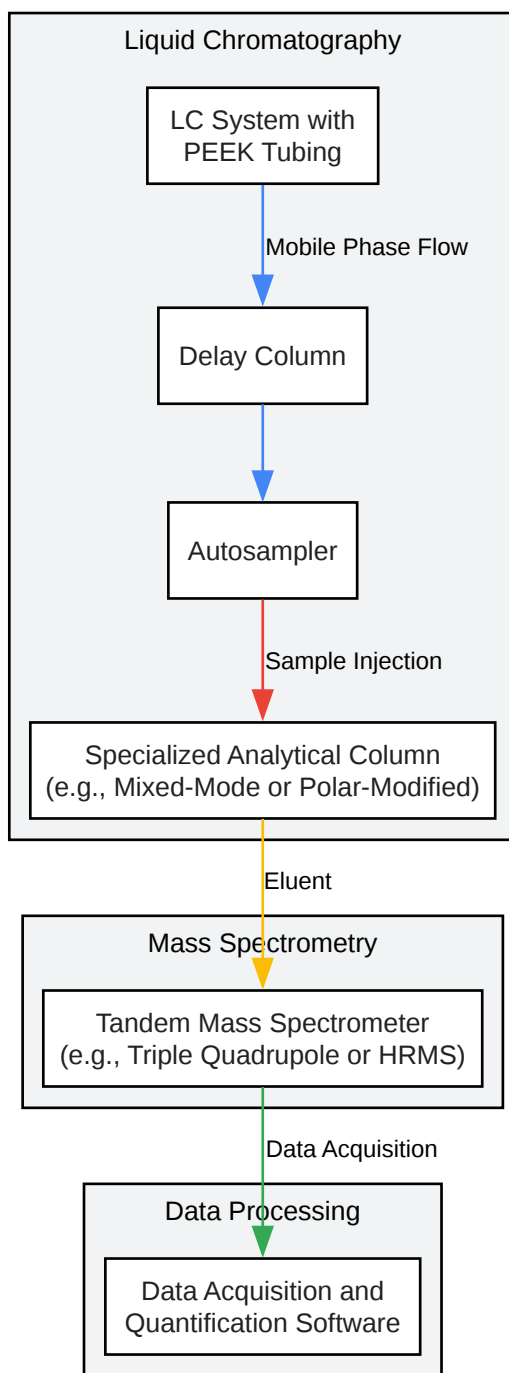 Liquid Chromatography
LC System with
PEEK Tubing
Mobile Phase Flow
Delay Column
Autosampler
Sample Injection
Specialized Analytical Column
(e.g., Mixed-Mode or Polar-Modified)
Eluent
Mass Spectrometry
Tandem Mass Spectrometer
(e.g., Triple Quadrupole or HRMS)
Data Acquisition
Data Processing
Data Acquisition and
Quantification Software